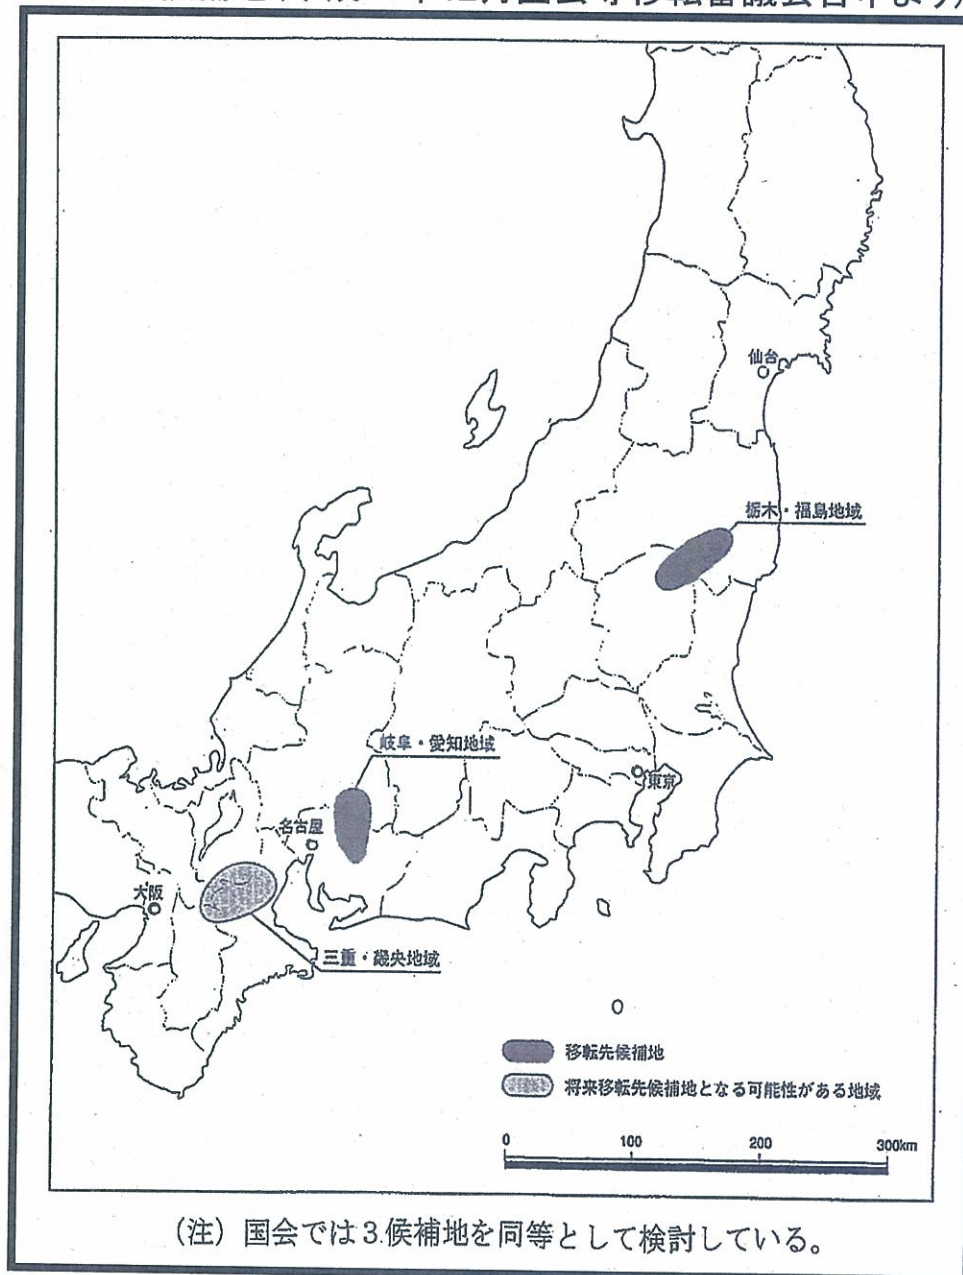 仙台
栃木・福島地域
岐阜・愛知地域
東京
名古屋
大阪
三重・畿央地域
移転先候補地
将来移転先候補地となる可能性がある地域
0 100 200 300km
(注) 国会では3.候補地を同等として検討している。